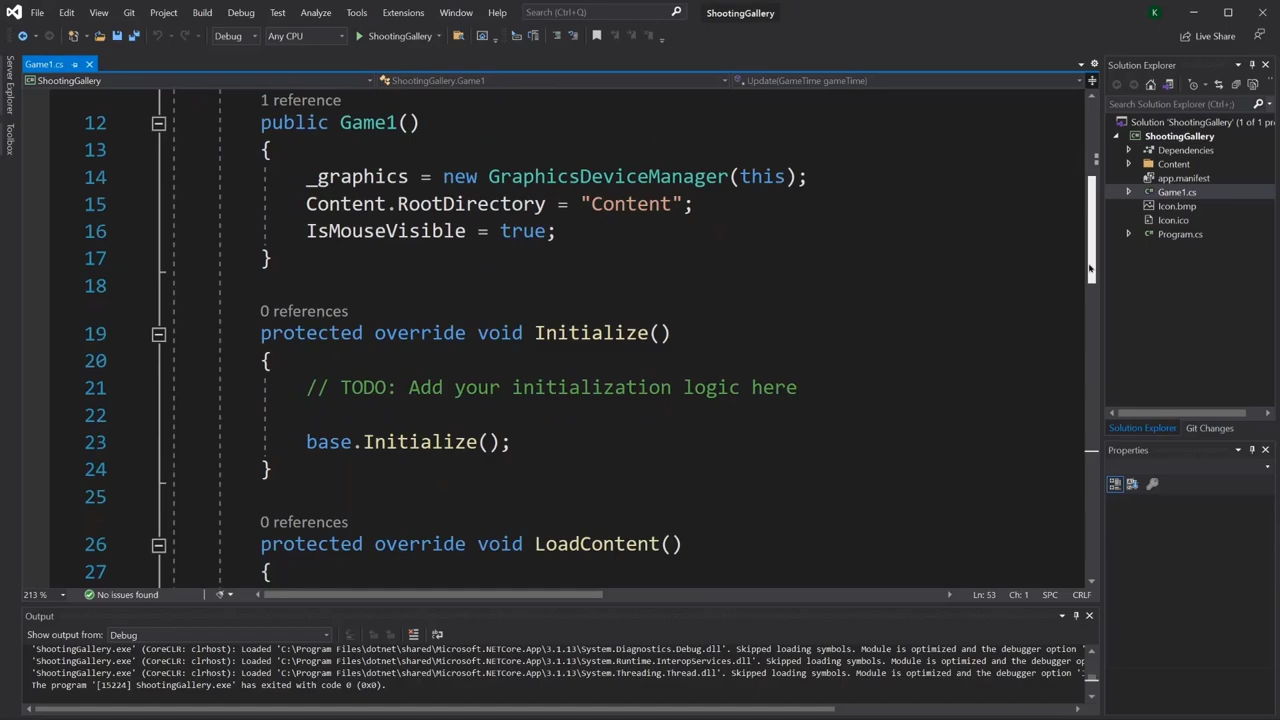 File Edit View Git Project Build Debug Test Analyze Tools Extensions Window Help Search (Ctrl+Q) ShootingGallery K
Debug Any CPU ShootingGallery Live Share
Server Explorer
Toolbox
Game1.cs
ShootingGallery ShootingGallery.Game1 Update(GameTime gameTime)
1 reference
12 public Game1()
13 {
14 _graphics = new GraphicsDeviceManager(this);
15 Content.RootDirectory = "Content";
16 IsMouseVisible = true;
17 }
18
0 references
19 protected override void Initialize()
20 {
21 // TODO: Add your initialization logic here
22
23 base.Initialize();
24 }
25
0 references
26 protected override void LoadContent()
27 {
213 % No issues found Ln: 53 Ch: 1 SPC CRLF
Output
Show output from: Debug
'ShootingGallery.exe' (CoreCLR: clrhost): Loaded 'C:\Program Files\dotnet\shared\Microsoft.NETCore.App\3.1.13\System.Diagnostics.Debug.dll'. Skipped loading symbols. Module is optimized and the debugger option '
'ShootingGallery.exe' (CoreCLR: clrhost): Loaded 'C:\Program Files\dotnet\shared\Microsoft.NETCore.App\3.1.13\System.Runtime.InteropServices.dll'. Skipped loading symbols. Module is optimized and the debugger o
'ShootingGallery.exe' (CoreCLR: clrhost): Loaded 'C:\Program Files\dotnet\shared\Microsoft.NETCore.App\3.1.13\System.Threading.Thread.dll'. Skipped loading symbols. Module is optimized and the debugger option '
The program '[15224] ShootingGallery.exe' has exited with code 0 (0x0).
Solution Explorer
Search Solution Explorer (Ctrl+;)
Solution 'ShootingGallery' (1 of 1 p
ShootingGallery
Dependencies
Content
app.manifest
Game1.cs
Icon.bmp
Icon.ico
Program.cs
Solution Explorer Git Changes
Properties